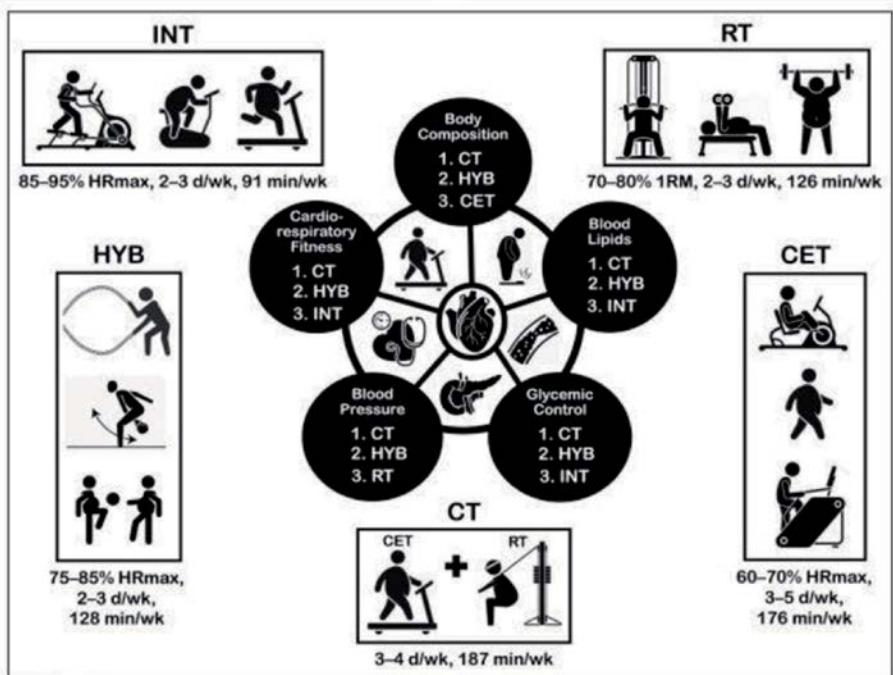 INT
85–95% HRmax, 2–3 d/wk, 91 min/wk
RT
70–80% 1RM, 2–3 d/wk, 126 min/wk
Body
Composition
1. CT
2. HYB
3. CET
Cardio-
respiratory
Fitness
1. CT
2. HYB
3. INT
Blood
Lipids
1. CT
2. HYB
3. INT
HYB
75–85% HRmax,
2–3 d/wk,
128 min/wk
CET
60–70% HRmax,
3–5 d/wk,
176 min/wk
Blood
Pressure
1. CT
2. HYB
3. RT
Glycemic
Control
1. CT
2. HYB
3. INT
CT
CET
RT
3–4 d/wk, 187 min/wk